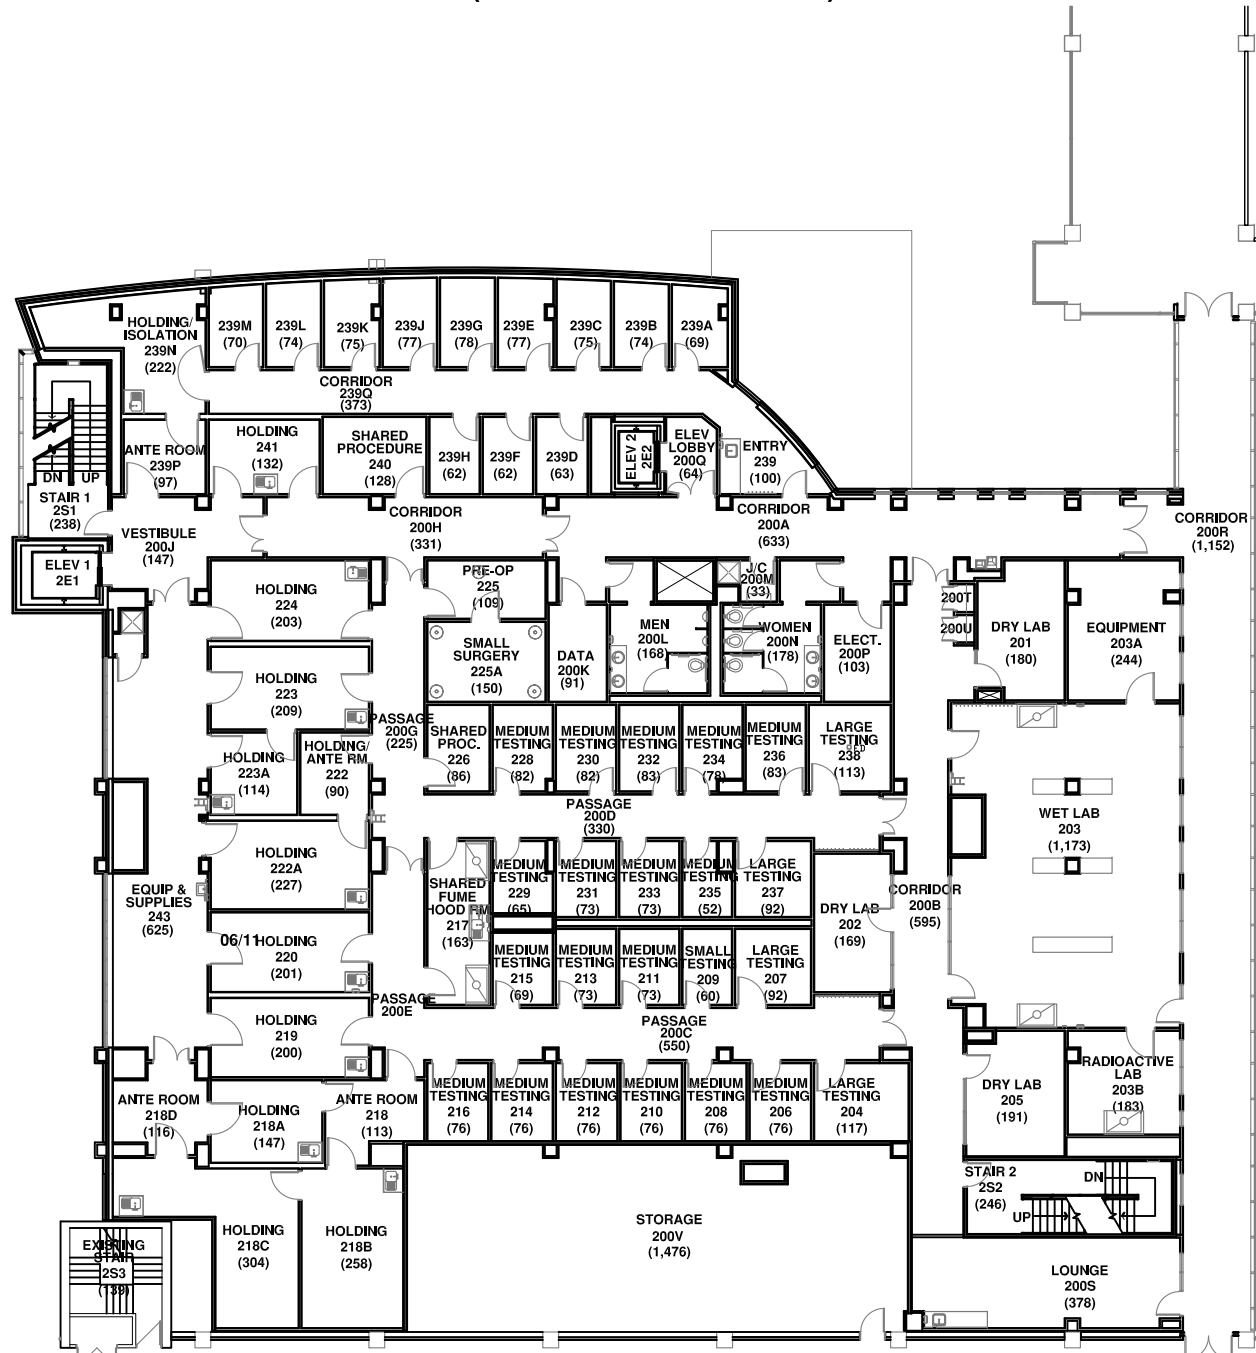 239M
(70)
239L
(74)
239K
(75)
239J
(77)
239G
(78)
239E
(77)
239C
(75)
239B
(74)
239A
(69)
HOLDING/
ISOLATION
239N
(222)
CORRIDOR
239Q
(373)
ANTE ROOM
239P
(97)
HOLDING
241
(132)
SHARED
PROCEDURE
240
(128)
239H
(62)
239F
(62)
239D
(63)
ELEV 2
2E2
ELEV
LOBBY
200Q
(64)
ENTRY
239
(100)
DN UP
STAIR 1
2S1
(238)
VESTIBULE
200J
(147)
CORRIDOR
200H
(331)
CORRIDOR
200A
(633)
CORRIDOR
200R
(1,152)
ELEV 1
2E1
HOLDING
224
(203)
PRE-OP
225
(109)
J/C
200M
(33)
200T
200U
MEN
200L
(168)
WOMEN
200N
(178)
ELECT.
200P
(103)
DRY LAB
201
(180)
EQUIPMENT
203A
(244)
SMALL
SURGERY
225A
(150)
DATA
200K
(91)
HOLDING
223
(209)
PASSAGE
200G
(225)
HOLDING
223A
(114)
HOLDING/
ANTE RM
222
(90)
SHARED
PROC.
226
(86)
MEDIUM
TESTING
228
(82)
MEDIUM
TESTING
230
(82)
MEDIUM
TESTING
232
(83)
MEDIUM
TESTING
234
(78)
MEDIUM
TESTING
236
(83)
LARGE
TESTING
238
(113)
PASSAGE
200D
(330)
WET LAB
203
(1,173)
HOLDING
222A
(227)
EQUIP &
SUPPLIES
243
(625)
SHARED
FUME
HOOD RM
217
(163)
MEDIUM
TESTING
229
(65)
MEDIUM
TESTING
231
(73)
MEDIUM
TESTING
233
(73)
MEDIUM
TESTING
235
(52)
LARGE
TESTING
237
(92)
DRY LAB
202
(169)
CORRIDOR
200B
(595)
06/11
HOLDING
220
(201)
MEDIUM
TESTING
215
(69)
MEDIUM
TESTING
213
(73)
MEDIUM
TESTING
211
(73)
SMALL
TESTING
209
(60)
LARGE
TESTING
207
(92)
PASSAGE
200E
HOLDING
219
(200)
PASSAGE
200C
(550)
ANTE ROOM
218D
(116)
HOLDING
218A
(147)
ANTE ROOM
218
(113)
MEDIUM
TESTING
216
(76)
MEDIUM
TESTING
214
(76)
MEDIUM
TESTING
212
(76)
MEDIUM
TESTING
210
(76)
MEDIUM
TESTING
208
(76)
MEDIUM
TESTING
206
(76)
LARGE
TESTING
204
(117)
DRY LAB
205
(191)
RADIOACTIVE
LAB
203B
(183)
STAIR 2
2S2
(246)
DN
UP
HOLDING
218C
(304)
HOLDING
218B
(258)
STORAGE
200V
(1,476)
EXISTING
STAIR
2S3
(139)
LOUNGE
200S
(378)